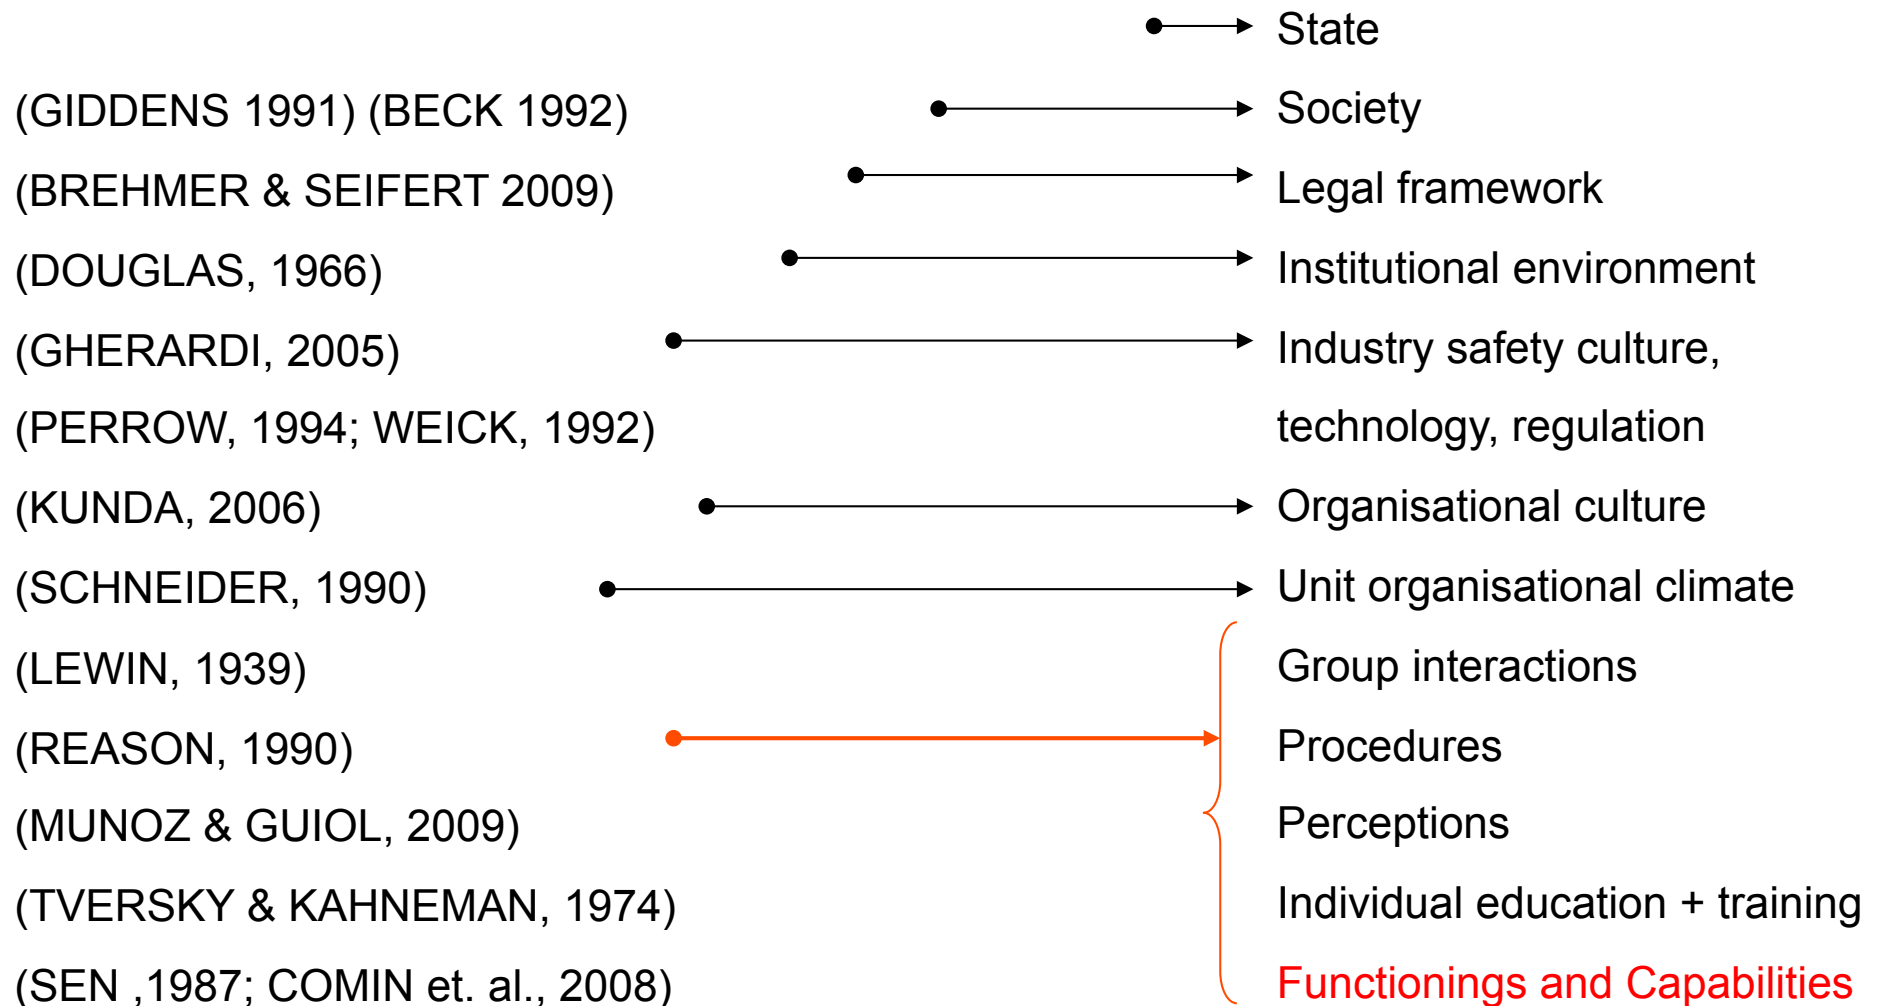 State
(GIDDENS 1991) (BECK 1992) Society
(BREHMER & SEIFERT 2009) Legal framework
(DOUGLAS, 1966) Institutional environment
(GHERARDI, 2005) Industry safety culture,
(PERROW, 1994; WEICK, 1992) technology, regulation
(KUNDA, 2006) Organisational culture
(SCHNEIDER, 1990) Unit organisational climate
(LEWIN, 1939) Group interactions
(REASON, 1990) Procedures
(MUNOZ & GUIOL, 2009) Perceptions
(TVERSKY & KAHNEMAN, 1974) Individual education + training
(SEN ,1987; COMIN et. al., 2008) Functionings and Capabilities